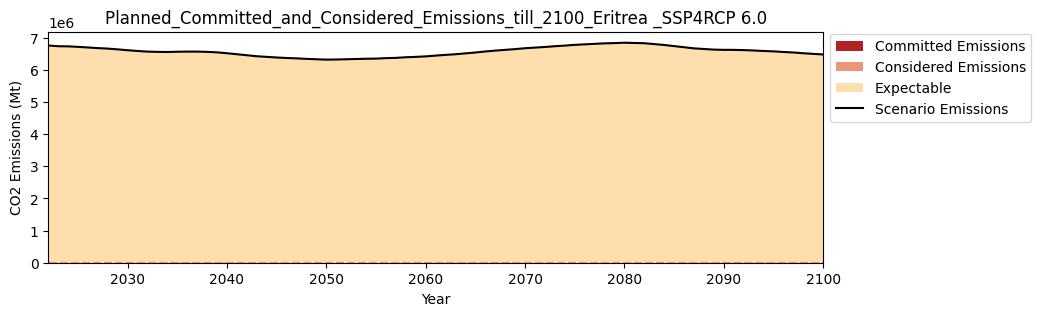 Planned_Committed_and_Considered_Emissions_till_2100_Eritrea _SSP4RCP 6.0
1e6
7
6
5
4
3
2
1
0
CO2 Emissions (Mt)
2030 2040 2050 2060 2070 2080 2090 2100
Year
Committed Emissions
Considered Emissions
Expectable
Scenario Emissions